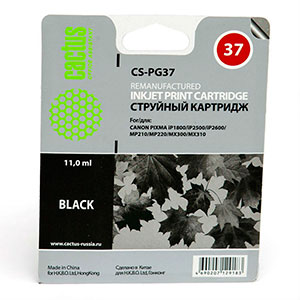 cactus
37
CS-PG37
REMANUFACTURED
INKJET PRINT CARTRIDGE
СТРУЙНЫЙ КАРТРИДЖ
For/для:
CANON PIXMA iP1800/iP2500/iP2600/
MP210/MP220/MX300/MX310
11,0 ml
BLACK
www.cactus-russia.ru
Made in China
for H.K.B.O. Ltd, HongKong
Сделано в Китае
для H.K.B.O. Ltd, Гонконг
4690207129183